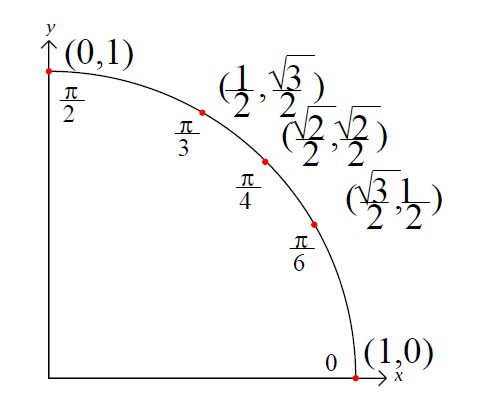 y
(0,1)
π/2
(1/2, √3/2)
π/3
(√2/2, √2/2)
π/4
(√3/2, 1/2)
π/6
0
(1,0)
x